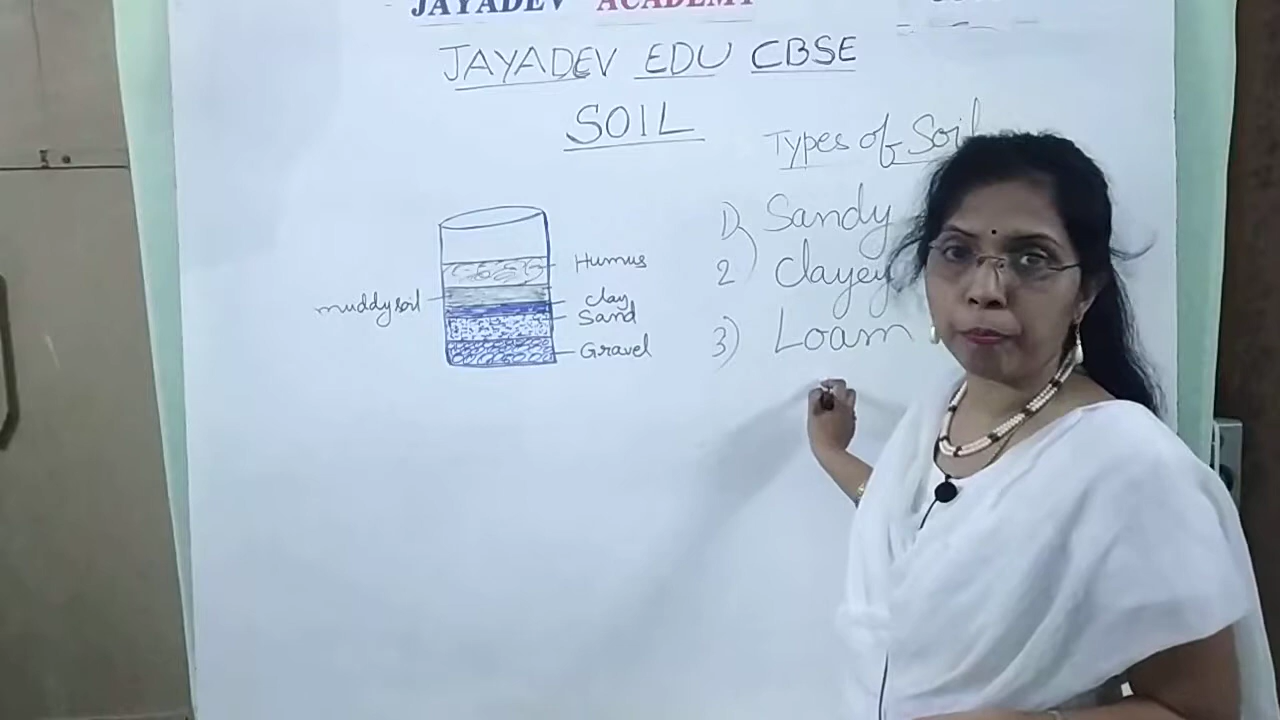 JAYADEV ACADEMY
JAYADEV EDU CBSE
SOIL
Types of Soil
1) Sandy
2) Clayey
3) Loam
Humus
muddy soil
clay
Sand
Gravel